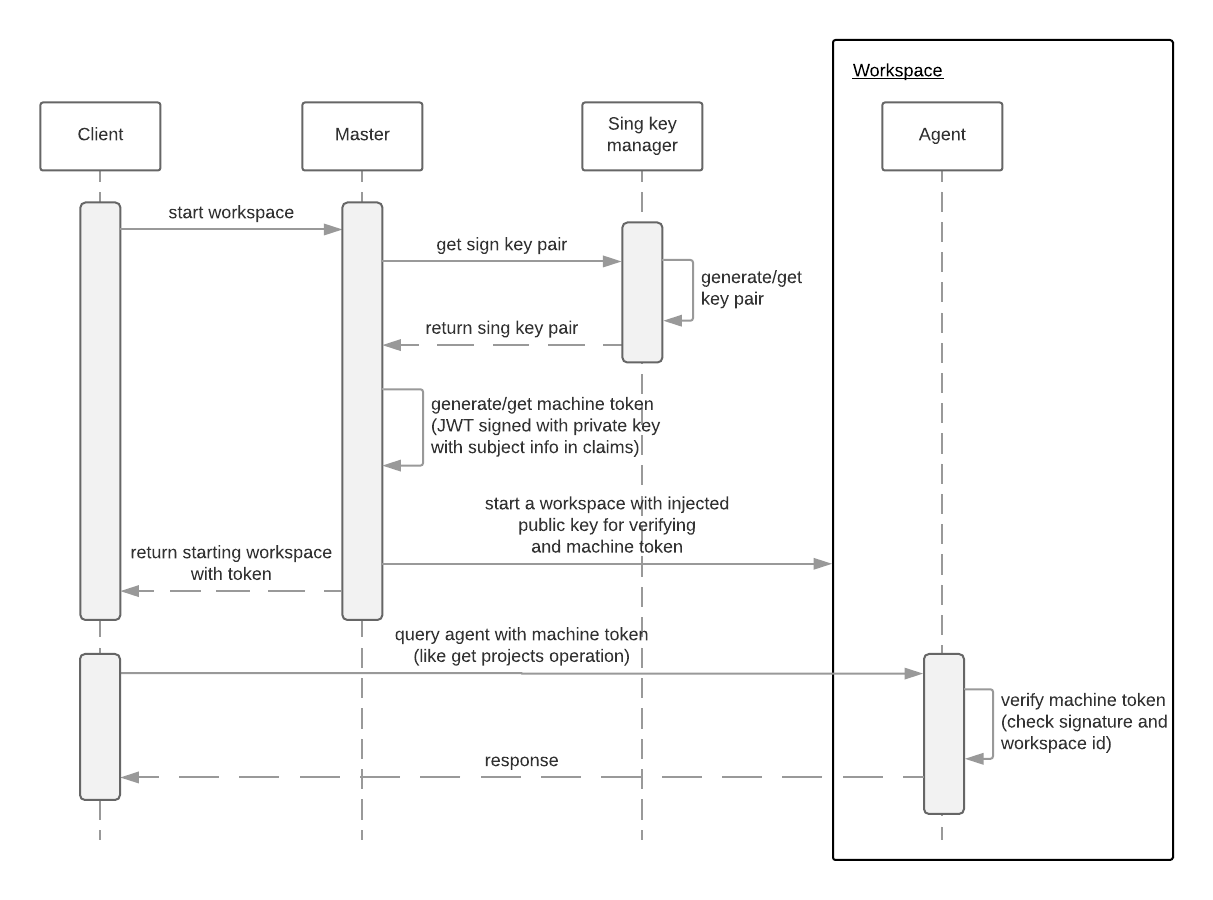 Workspace
Client
Master
Sing key
manager
Agent
start workspace
get sign key pair
generate/get
key pair
return sing key pair
generate/get machine token
(JWT signed with private key
with subject info in claims)
start a workspace with injected
public key for verifying
and machine token
return starting workspace
with token
query agent with machine token
(like get projects operation)
verify machine token
(check signature and
workspace id)
response